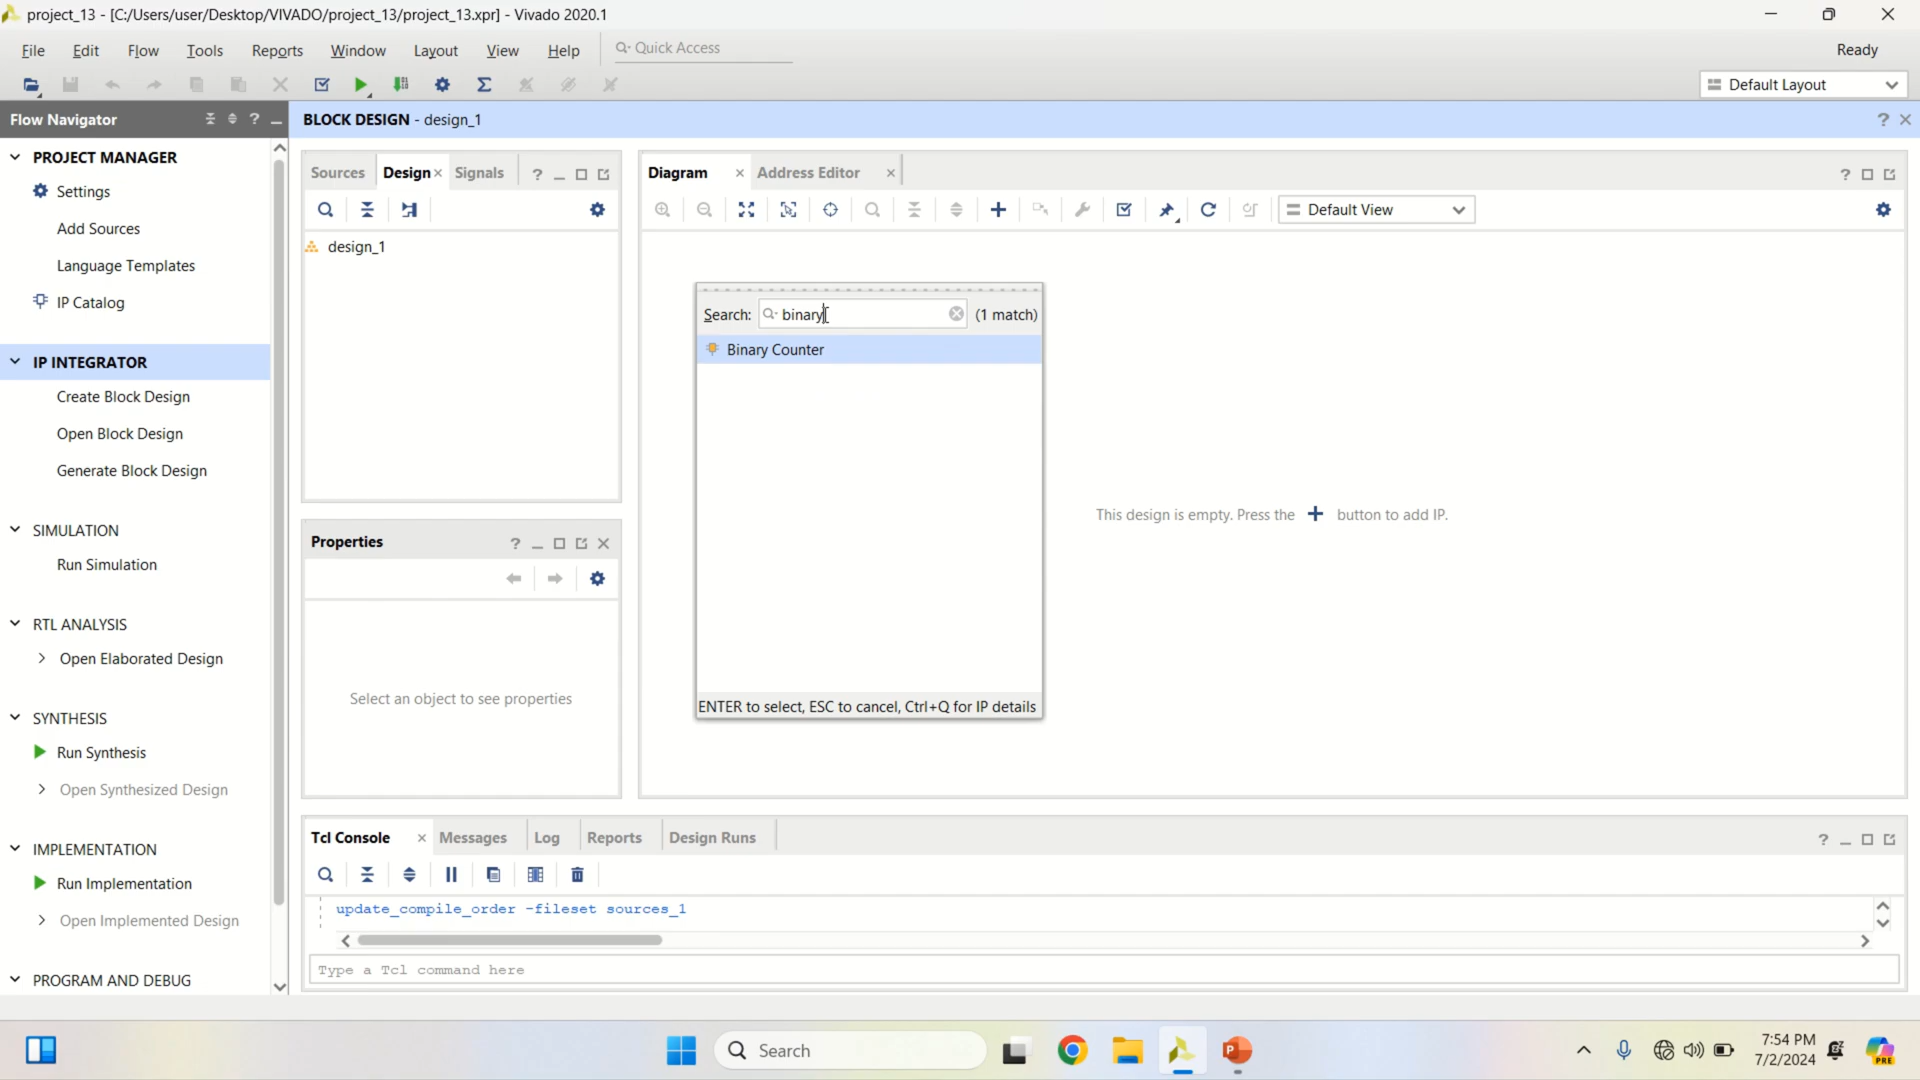 project_13 - [C:/Users/user/Desktop/VIVADO/project_13/project_13.xpr] - Vivado 2020.1
File Edit Flow Tools Reports Window Layout View Help Quick Access Ready
Default Layout
Flow Navigator
BLOCK DESIGN - design_1
PROJECT MANAGER
Settings
Add Sources
Language Templates
IP Catalog
IP INTEGRATOR
Create Block Design
Open Block Design
Generate Block Design
SIMULATION
Run Simulation
RTL ANALYSIS
Open Elaborated Design
SYNTHESIS
Run Synthesis
Open Synthesized Design
IMPLEMENTATION
Run Implementation
Open Implemented Design
PROGRAM AND DEBUG
Sources Design Signals
design_1
Properties
Select an object to see properties
Diagram Address Editor
Default View
Search: binary (1 match)
Binary Counter
ENTER to select, ESC to cancel, Ctrl+Q for IP details
This design is empty. Press the + button to add IP.
Tcl Console Messages Log Reports Design Runs
update_compile_order -fileset sources_1
Type a Tcl command here
Search
7:54 PM
7/2/2024
PRE